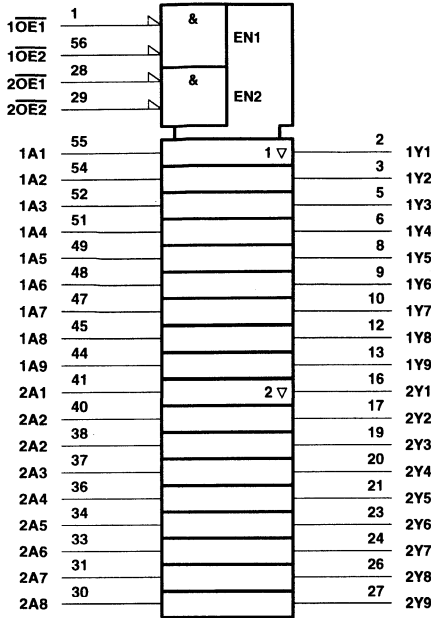 1OE1 1 & EN1
1OE2 56
2OE1 28 & EN2
2OE2 29
1A1 55 1 ▽ 2 1Y1
1A2 54 3 1Y2
1A3 52 5 1Y3
1A4 51 6 1Y4
1A5 49 8 1Y5
1A6 48 9 1Y6
1A7 47 10 1Y7
1A8 45 12 1Y8
1A9 44 13 1Y9
2A1 41 2 ▽ 16 2Y1
2A2 40 17 2Y2
2A2 38 19 2Y3
2A3 37 20 2Y4
2A4 36 21 2Y5
2A5 34 23 2Y6
2A6 33 24 2Y7
2A7 31 26 2Y8
2A8 30 27 2Y9